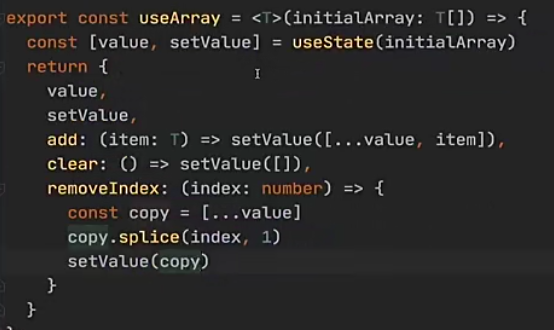 export const useArray = <T>(initialArray: T[]) => {
  const [value, setValue] = useState(initialArray)
  return {
    value,
    setValue,
    add: (item: T) => setValue([...value, item]),
    clear: () => setValue([]),
    removeIndex: (index: number) => {
      const copy = [...value]
      copy.splice(index, 1)
      setValue(copy)
    }
  }
}